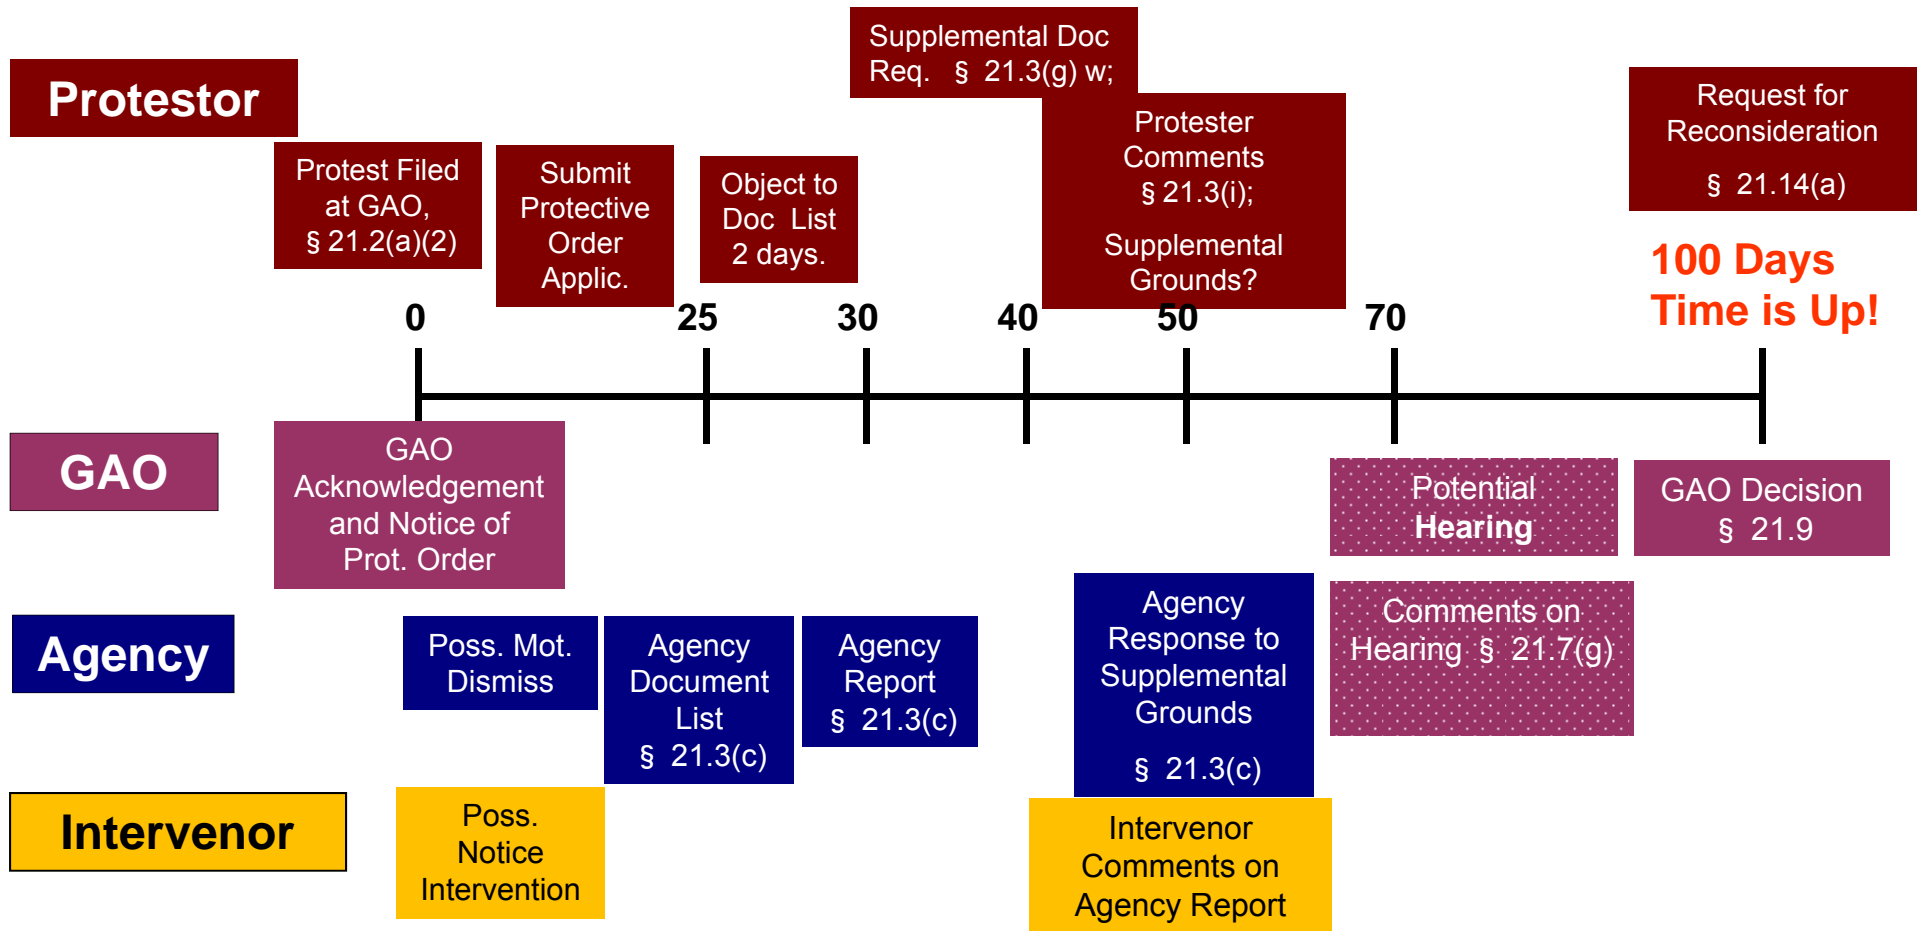 Protestor
Protest Filed
at GAO,
§ 21.2(a)(2)
Submit
Protective
Order
Applic.
Object to
Doc List
2 days.
Supplemental Doc
Req. § 21.3(g) w;
Protester
Comments
§ 21.3(i);
Supplemental
Grounds?
Request for
Reconsideration
§ 21.14(a)
100 Days
Time is Up!
0 25 30 40 50 70
GAO
GAO
Acknowledgement
and Notice of
Prot. Order
Potential
Hearing
GAO Decision
§ 21.9
Comments on
Hearing § 21.7(g)
Agency
Poss. Mot.
Dismiss
Agency
Document
List
§ 21.3(c)
Agency
Report
§ 21.3(c)
Agency
Response to
Supplemental
Grounds
§ 21.3(c)
Intervenor
Poss.
Notice
Intervention
Intervenor
Comments on
Agency Report